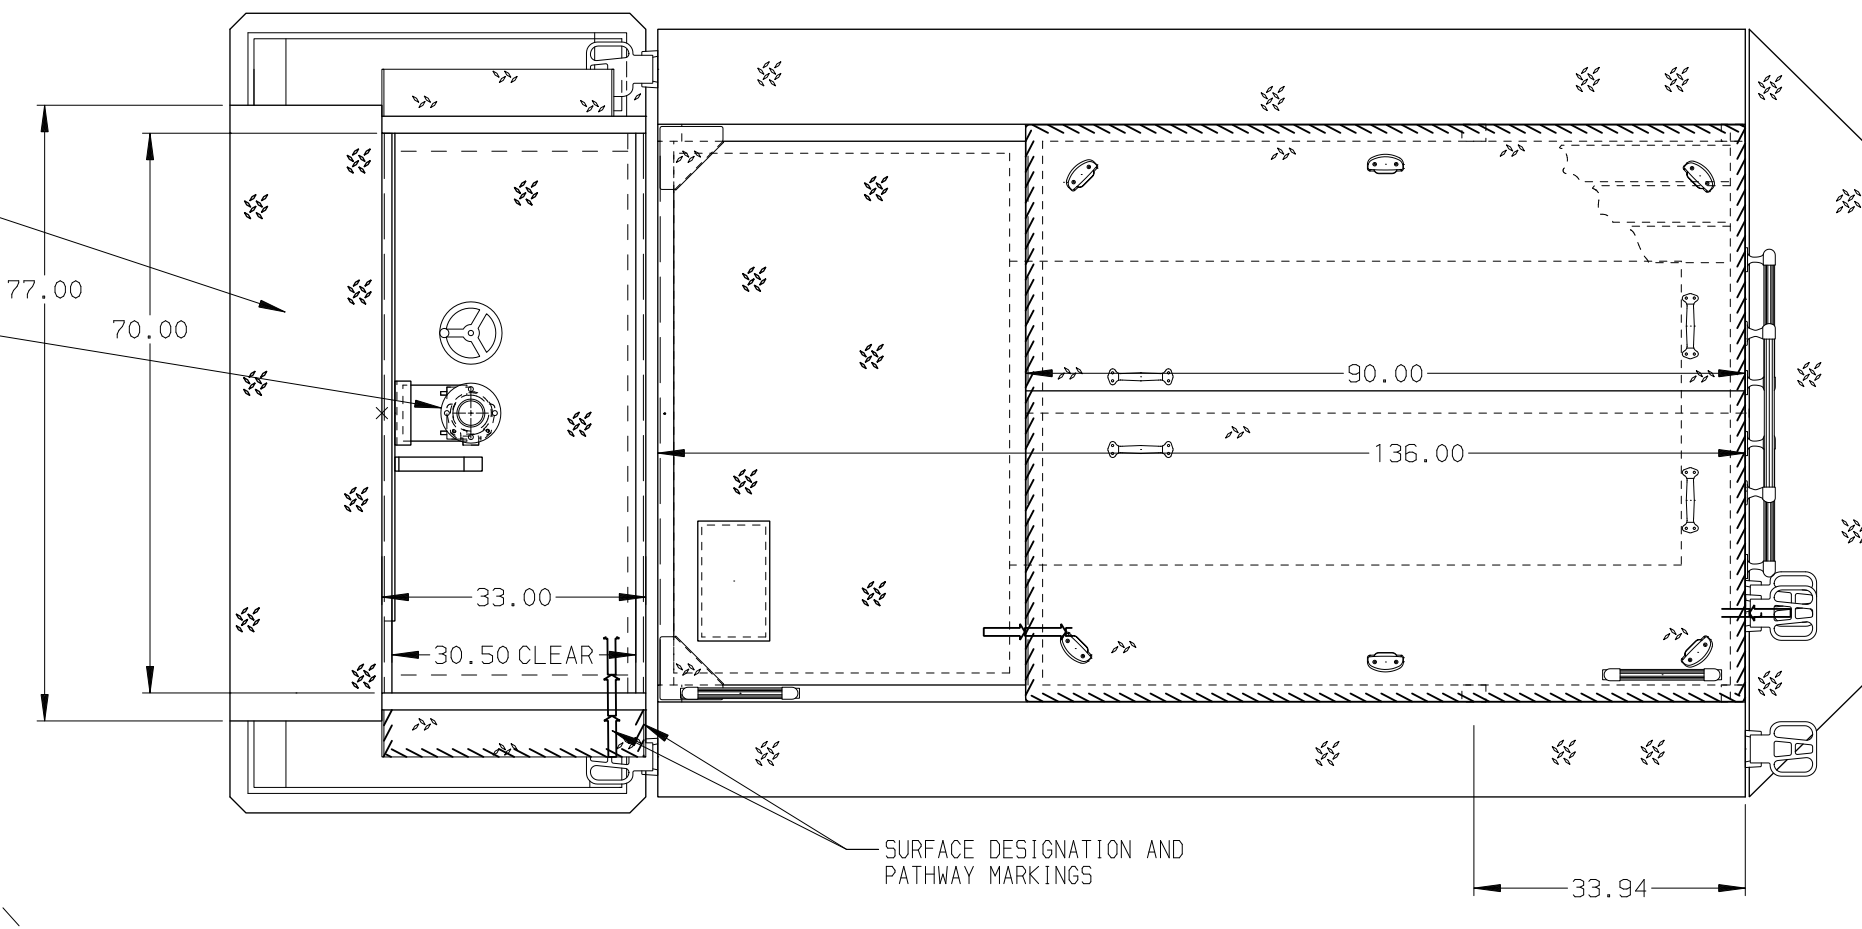 77.00
70.00
90.00
136.00
33.00
30.50 CLEAR
SURFACE DESIGNATION AND
PATHWAY MARKINGS
33.94